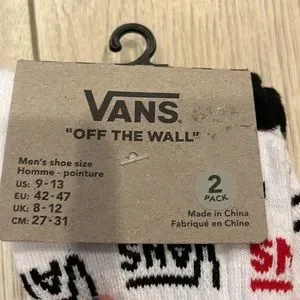 VANS
"OFF THE WALL"
Men's shoe size
Homme - pointure
US: 9-13
EU: 42-47
UK: 8-12
CM: 27-31
2
PACK
Made in China
Fabriqué en Chine
VANS